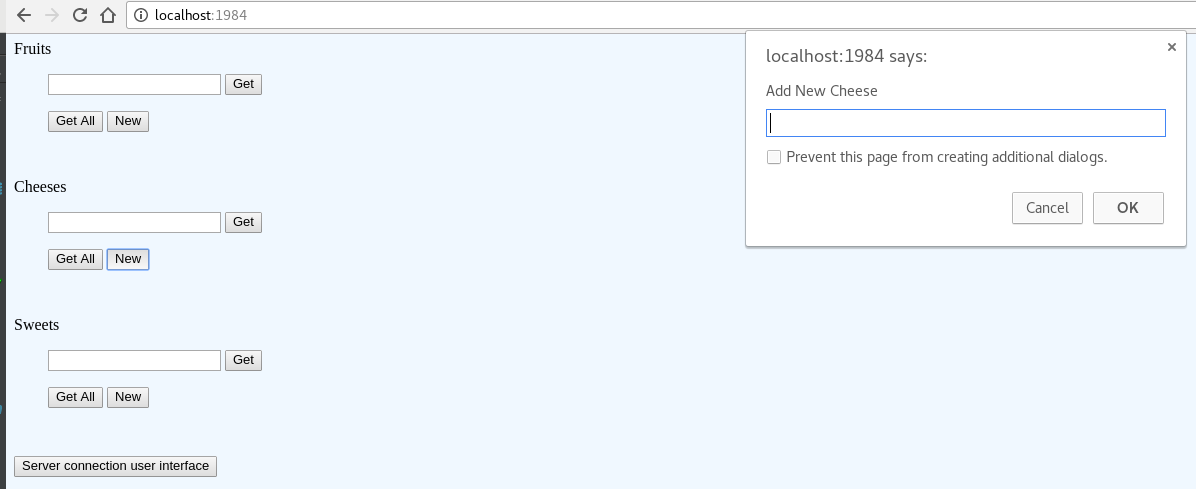 localhost:1984
Fruits
Get
Get All New
Cheeses
Get
Get All New
Sweets
Get
Get All New
Server connection user interface
localhost:1984 says:
Add New Cheese
Prevent this page from creating additional dialogs.
Cancel OK